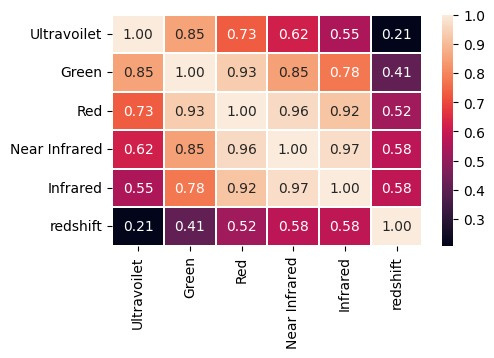 Ultravoilet 1.00 0.85 0.73 0.62 0.55 0.21
Green 0.85 1.00 0.93 0.85 0.78 0.41
Red 0.73 0.93 1.00 0.96 0.92 0.52
Near Infrared 0.62 0.85 0.96 1.00 0.97 0.58
Infrared 0.55 0.78 0.92 0.97 1.00 0.58
redshift 0.21 0.41 0.52 0.58 0.58 1.00
Ultravoilet
Green
Red
Near Infrared
Infrared
redshift
1.0
0.9
0.8
0.7
0.6
0.5
0.4
0.3